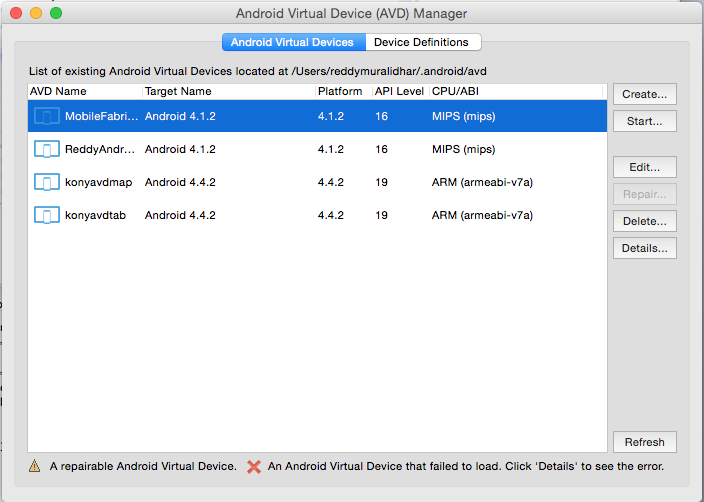 Android Virtual Device (AVD) Manager
Android Virtual Devices Device Definitions
List of existing Android Virtual Devices located at /Users/reddymuralidhar/.android/avd
AVD Name Target Name Platform API Level CPU/ABI
MobileFabri... Android 4.1.2 4.1.2 16 MIPS (mips)
ReddyAndr... Android 4.1.2 4.1.2 16 MIPS (mips)
konyavdmap Android 4.4.2 4.4.2 19 ARM (armeabi-v7a)
konyavdtab Android 4.4.2 4.4.2 19 ARM (armeabi-v7a)
Create...
Start...
Edit...
Repair...
Delete...
Details...
Refresh
A repairable Android Virtual Device. An Android Virtual Device that failed to load. Click 'Details' to see the error.